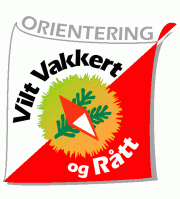 ORIENTERING
Vilt Vakkert
og Rått